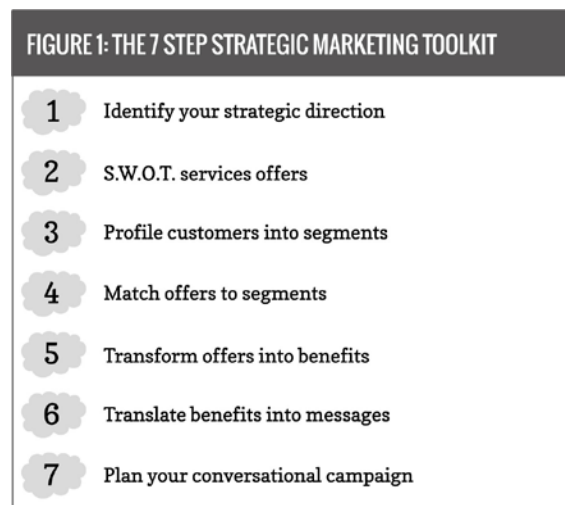 FIGURE 1: THE 7 STEP STRATEGIC MARKETING TOOLKIT
1 Identify your strategic direction
2 S.W.O.T. services offers
3 Profile customers into segments
4 Match offers to segments
5 Transform offers into benefits
6 Translate benefits into messages
7 Plan your conversational campaign